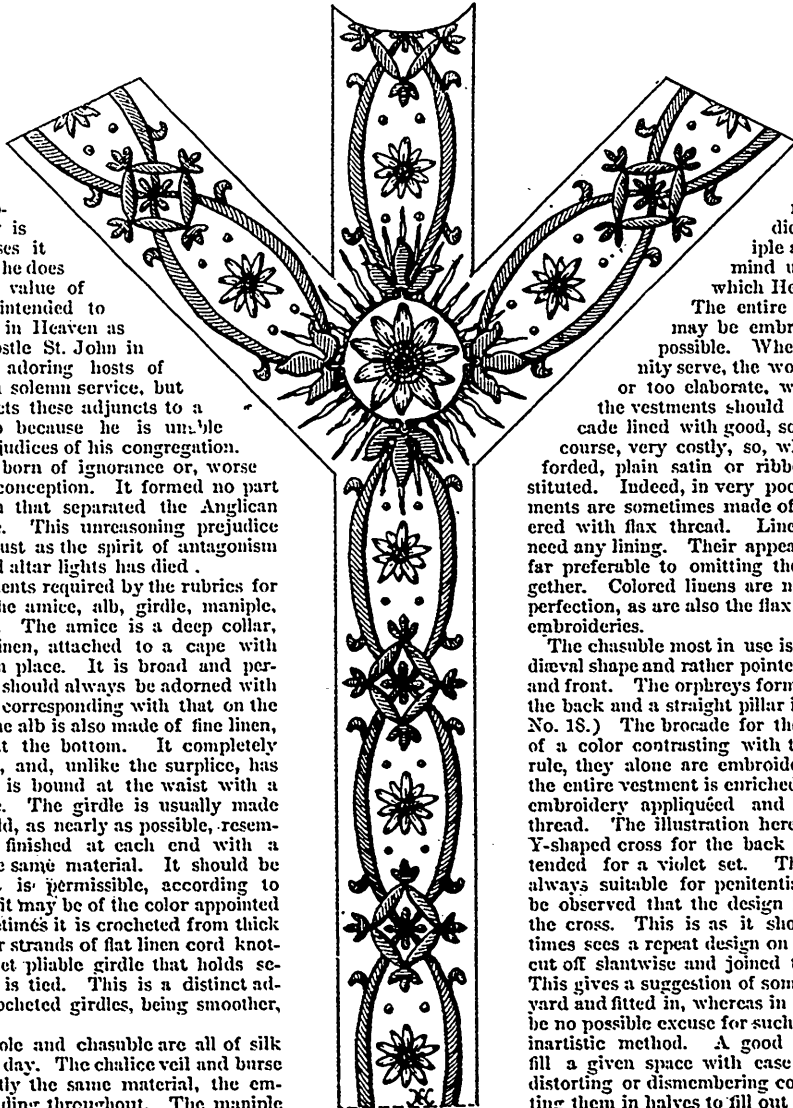 r is
ses it
he does
value of
intended to
in Heaven as
ostle St. John in
adoring hosts of
solemn service, but
cts these adjuncts to a
because he is unable
judices of his congregation.
born of ignorance or, worse
conception. It formed no part
that separated the Anglican
This unreasoning prejudice
ust as the spirit of antagonism
altar lights has died .
ents required by the rubrics for
he amice, alb, girdle, maniple,
The amice is a deep collar,
inen, attached to a cape with
place. It is broad and per-
should always be adorned with
corresponding with that on the
he alb is also made of fine linen,
at the bottom. It completely
, and, unlike the surplice, has
is bound at the waist with a
The girdle is usually made
ld, as nearly as possible, resem-
finished at each end with a
same material. It should be
is permissible, according to
it may be of the color appointed
etimes it is crocheted from thick
r strands of flat linen cord knot-
et pliable girdle that holds se-
is tied. This is a distinct ad-
ocheted girdles, being smoother,
ole and chasuble are all of silk
day. The chalice veil and burse
tly the same material, the em-
ding throughout. The maniple
did
iple a
mind u
which He
The entire
may be embr
possible. Whe
nity serve, the wo
or too elaborate, w
the vestments should
cade lined with good, so
course, very costly, so, w
forded, plain satin or ribb
stituted. Indeed, in very poo
ments are sometimes made of
ered with flax thread. Line
need any lining. Their appea
far preferable to omitting the
gether. Colored linens are n
perfection, as are also the flax
embroideries.
The chasuble most in use is
diæval shape and rather pointe
and front. The orphreys form
the back and a straight pillar i
No. 18.) The brocade for the
of a color contrasting with t
rule, they alone are embroide
the entire vestment is enriched
embroidery appliquéed and
thread. The illustration here
Y-shaped cross for the back
tended for a violet set. Th
always suitable for penitentia
be observed that the design
the cross. This is as it sho
times sees a repeat design on
cut off slantwise and joined t
This gives a suggestion of som
yard and fitted in, whereas in
be no possible excuse for such
inartistic method. A good
fill a given space with ease
distorting or dismembering co
ting them in halves to fill out